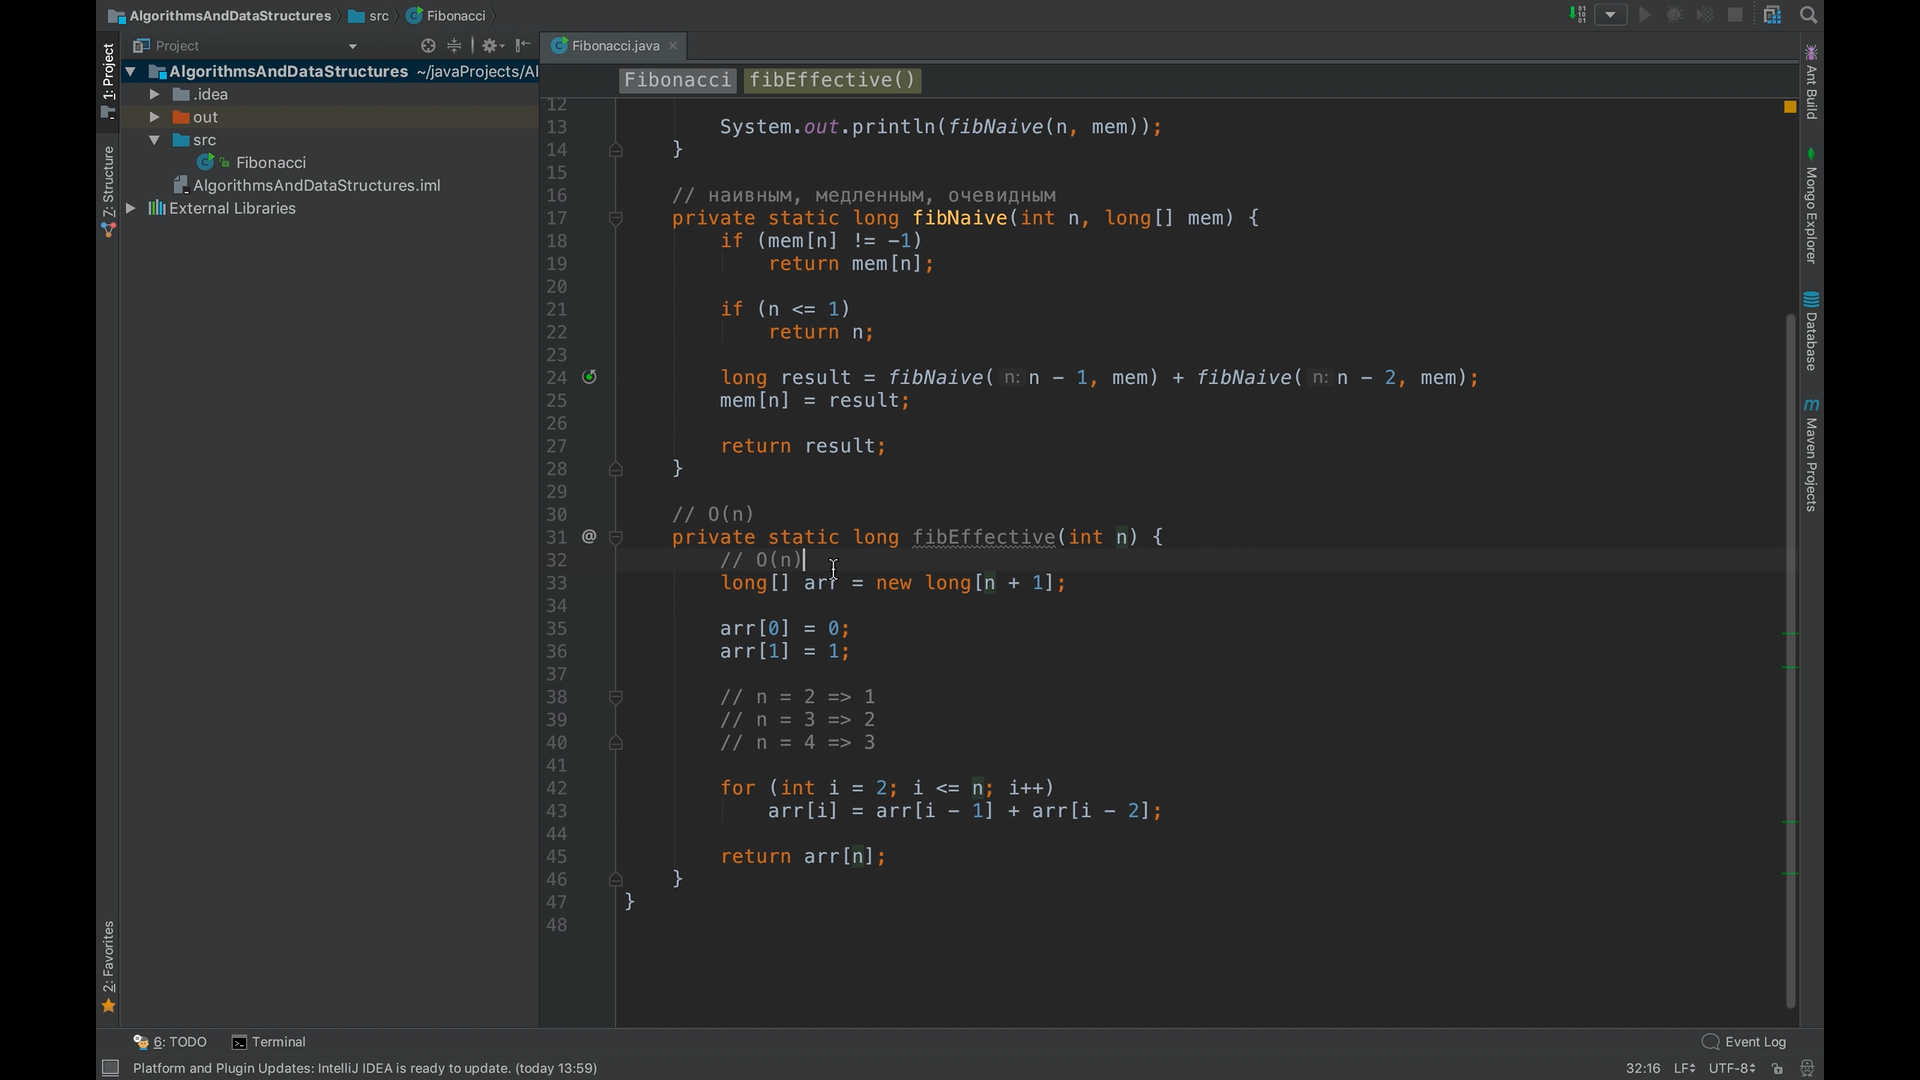 AlgorithmsAndDataStructures src Fibonacci
1: Project
Project
Fibonacci.java
AlgorithmsAndDataStructures ~/javaProjects/Al
.idea
out
src
Fibonacci
AlgorithmsAndDataStructures.iml
External Libraries
7: Structure
2: Favorites
Fibonacci fibEffective()
12
13 System.out.println(fibNaive(n, mem));
14 }
15
16 // наивным, медленным, очевидным
17 private static long fibNaive(int n, long[] mem) {
18 if (mem[n] != -1)
19 return mem[n];
20
21 if (n <= 1)
22 return n;
23
24 long result = fibNaive( n: n - 1, mem) + fibNaive( n: n - 2, mem);
25 mem[n] = result;
26
27 return result;
28 }
29
30 // O(n)
31 @ private static long fibEffective(int n) {
32 // O(n)
33 long[] arr = new long[n + 1];
34
35 arr[0] = 0;
36 arr[1] = 1;
37
38 // n = 2 => 1
39 // n = 3 => 2
40 // n = 4 => 3
41
42 for (int i = 2; i <= n; i++)
43 arr[i] = arr[i - 1] + arr[i - 2];
44
45 return arr[n];
46 }
47 }
48
Ant Build
Mongo Explorer
Database
Maven Projects
6: TODO Terminal Event Log
Platform and Plugin Updates: IntelliJ IDEA is ready to update. (today 13:59) 32:16 LF UTF-8